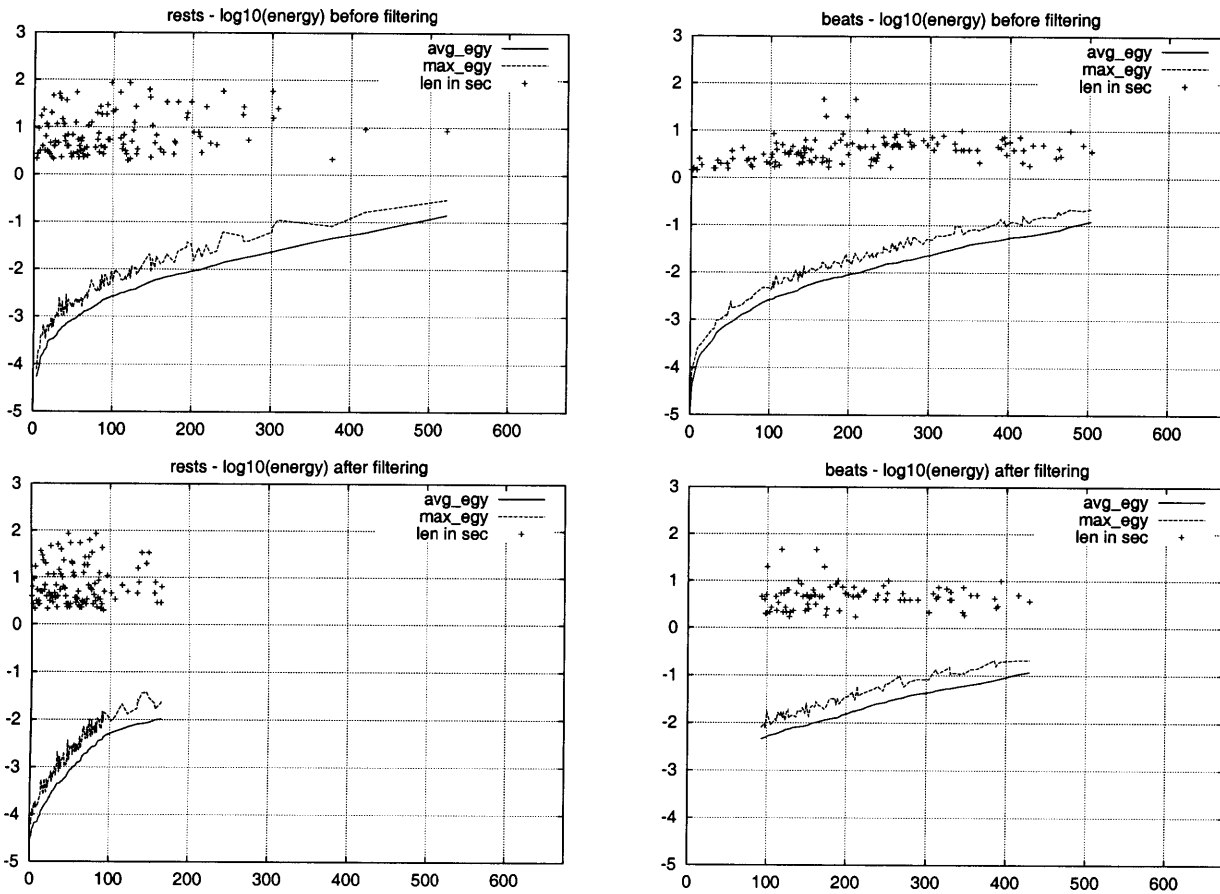 rests - log10(energy) before filtering
3
2
1
0
-1
-2
-3
-4
-5
avg_egy
max_egy
len in sec
0 100 200 300 400 500 600
beats - log10(energy) before filtering
3
2
1
0
-1
-2
-3
-4
-5
avg_egy
max_egy
len in sec
0 100 200 300 400 500 600
rests - log10(energy) after filtering
3
2
1
0
-1
-2
-3
-4
-5
avg_egy
max_egy
len in sec
0 100 200 300 400 500 600
beats - log10(energy) after filtering
3
2
1
0
-1
-2
-3
-4
-5
avg_egy
max_egy
len in sec
0 100 200 300 400 500 600